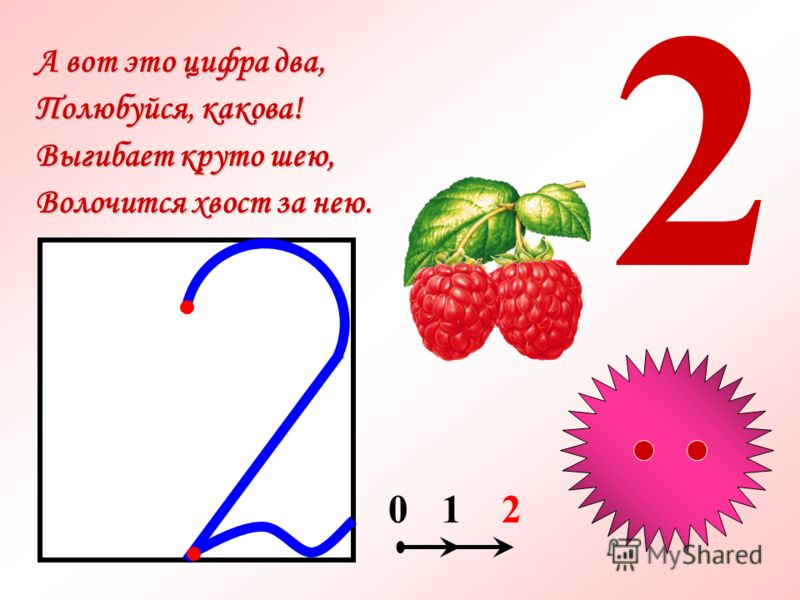 А вот это цифра два,
Полюбуйся, какова!
Выгибает круто шею,
Волочится хвост за нею.
2
0 1 2
MyShared